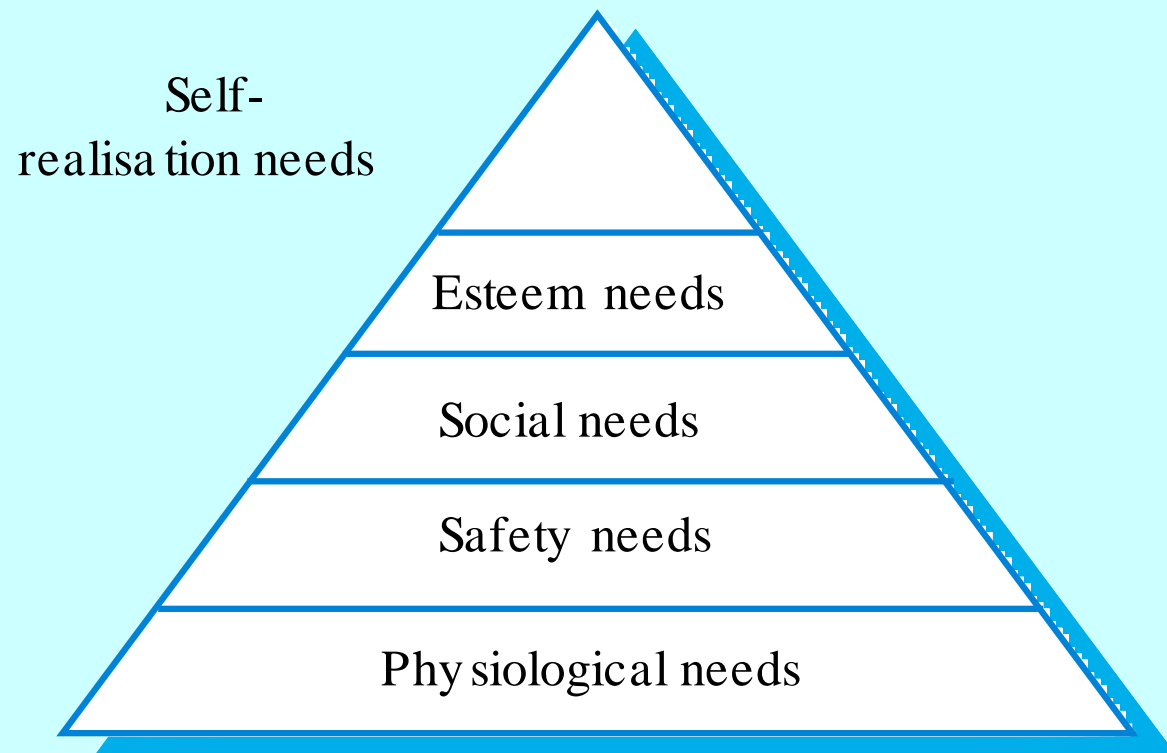 Self-
realisation needs
Esteem needs
Social needs
Safety needs
Physiological needs